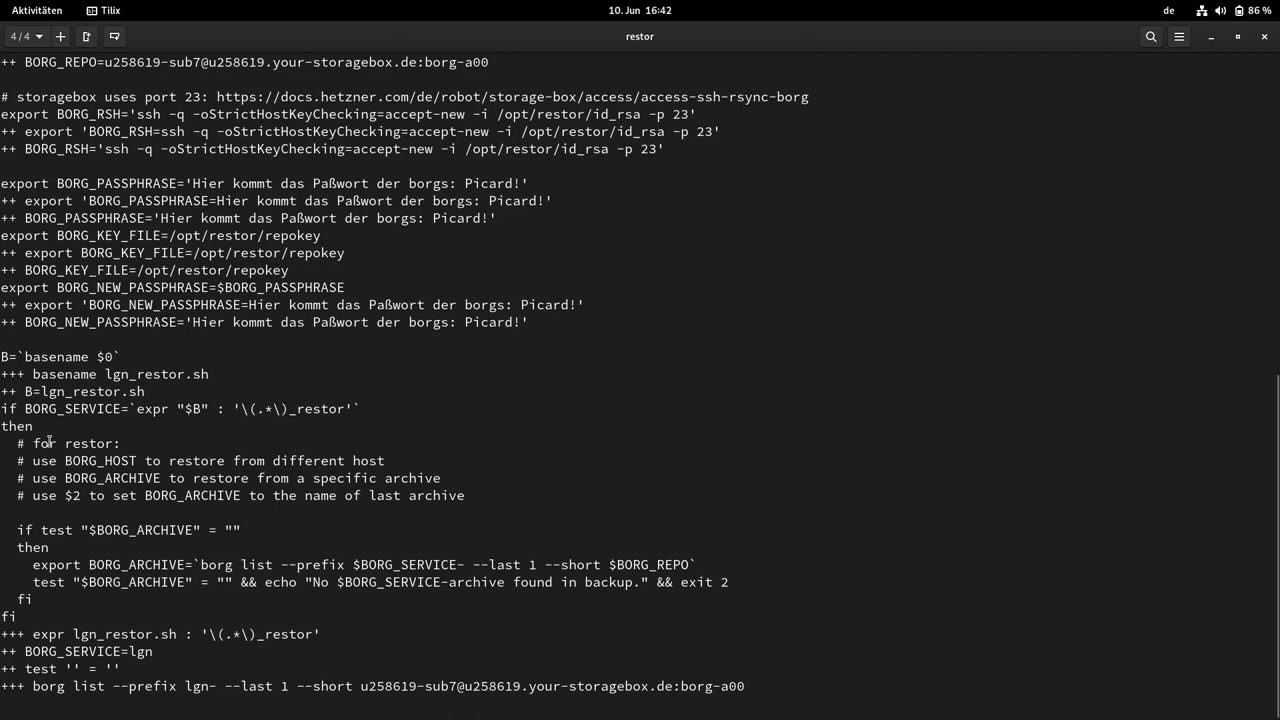 Aktivitäten Tilix 10. Jun 16:42 de 86 %
4/4 restor
++ BORG_REPO=u258619-sub7@u258619.your-storagebox.de:borg-a00
# storagebox uses port 23: https://docs.hetzner.com/de/robot/storage-box/access/access-ssh-rsync-borg
export BORG_RSH='ssh -q -oStrictHostKeyChecking=accept-new -i /opt/restor/id_rsa -p 23'
++ export 'BORG_RSH=ssh -q -oStrictHostKeyChecking=accept-new -i /opt/restor/id_rsa -p 23'
++ BORG_RSH='ssh -q -oStrictHostKeyChecking=accept-new -i /opt/restor/id_rsa -p 23'
export BORG_PASSPHRASE='Hier kommt das Paßwort der borgs: Picard!'
++ export 'BORG_PASSPHRASE=Hier kommt das Paßwort der borgs: Picard!'
++ BORG_PASSPHRASE='Hier kommt das Paßwort der borgs: Picard!'
export BORG_KEY_FILE=/opt/restor/repokey
++ export BORG_KEY_FILE=/opt/restor/repokey
++ BORG_KEY_FILE=/opt/restor/repokey
export BORG_NEW_PASSPHRASE=$BORG_PASSPHRASE
++ export 'BORG_NEW_PASSPHRASE=Hier kommt das Paßwort der borgs: Picard!'
++ BORG_NEW_PASSPHRASE='Hier kommt das Paßwort der borgs: Picard!'
B=`basename $0`
+++ basename lgn_restor.sh
++ B=lgn_restor.sh
if BORG_SERVICE=`expr "$B" : '\(.*\)_restor'`
then
  # for restor:
  # use BORG_HOST to restore from different host
  # use BORG_ARCHIVE to restore from a specific archive
  # use $2 to set BORG_ARCHIVE to the name of last archive
  if test "$BORG_ARCHIVE" = ""
  then
    export BORG_ARCHIVE=`borg list --prefix $BORG_SERVICE- --last 1 --short $BORG_REPO`
    test "$BORG_ARCHIVE" = "" && echo "No $BORG_SERVICE-archive found in backup." && exit 2
  fi
fi
+++ expr lgn_restor.sh : '\(.*\)_restor'
++ BORG_SERVICE=lgn
++ test '' = ''
+++ borg list --prefix lgn- --last 1 --short u258619-sub7@u258619.your-storagebox.de:borg-a00